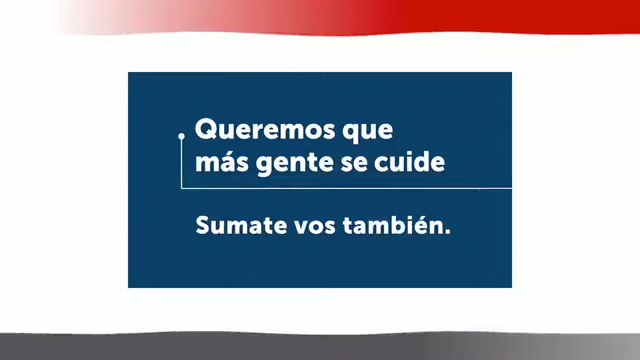 Queremos que
más gente se cuide
Sumate vos también.